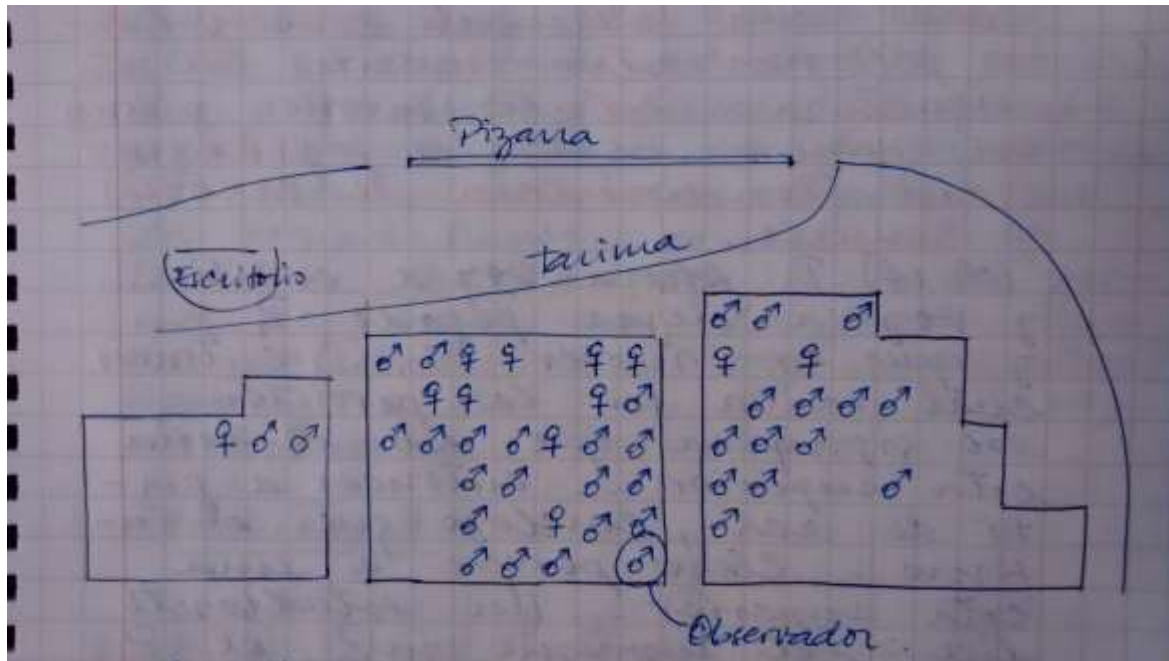 Pizarra
tarima
Escritorio
♂ ♂ ♂
♂ ♂ ♀ ♀ ♀ ♀
♀ ♀
♀ ♀ ♀ ♂
♂ ♂ ♂ ♂
♀ ♂ ♂
♂ ♂ ♂ ♂ ♀ ♂ ♂
♂ ♂ ♂
♂ ♂ ♂ ♂
♂ ♂ ♂
♂ ♀ ♂ ♂
♂
♂ ♂ ♂ ♂
Observador